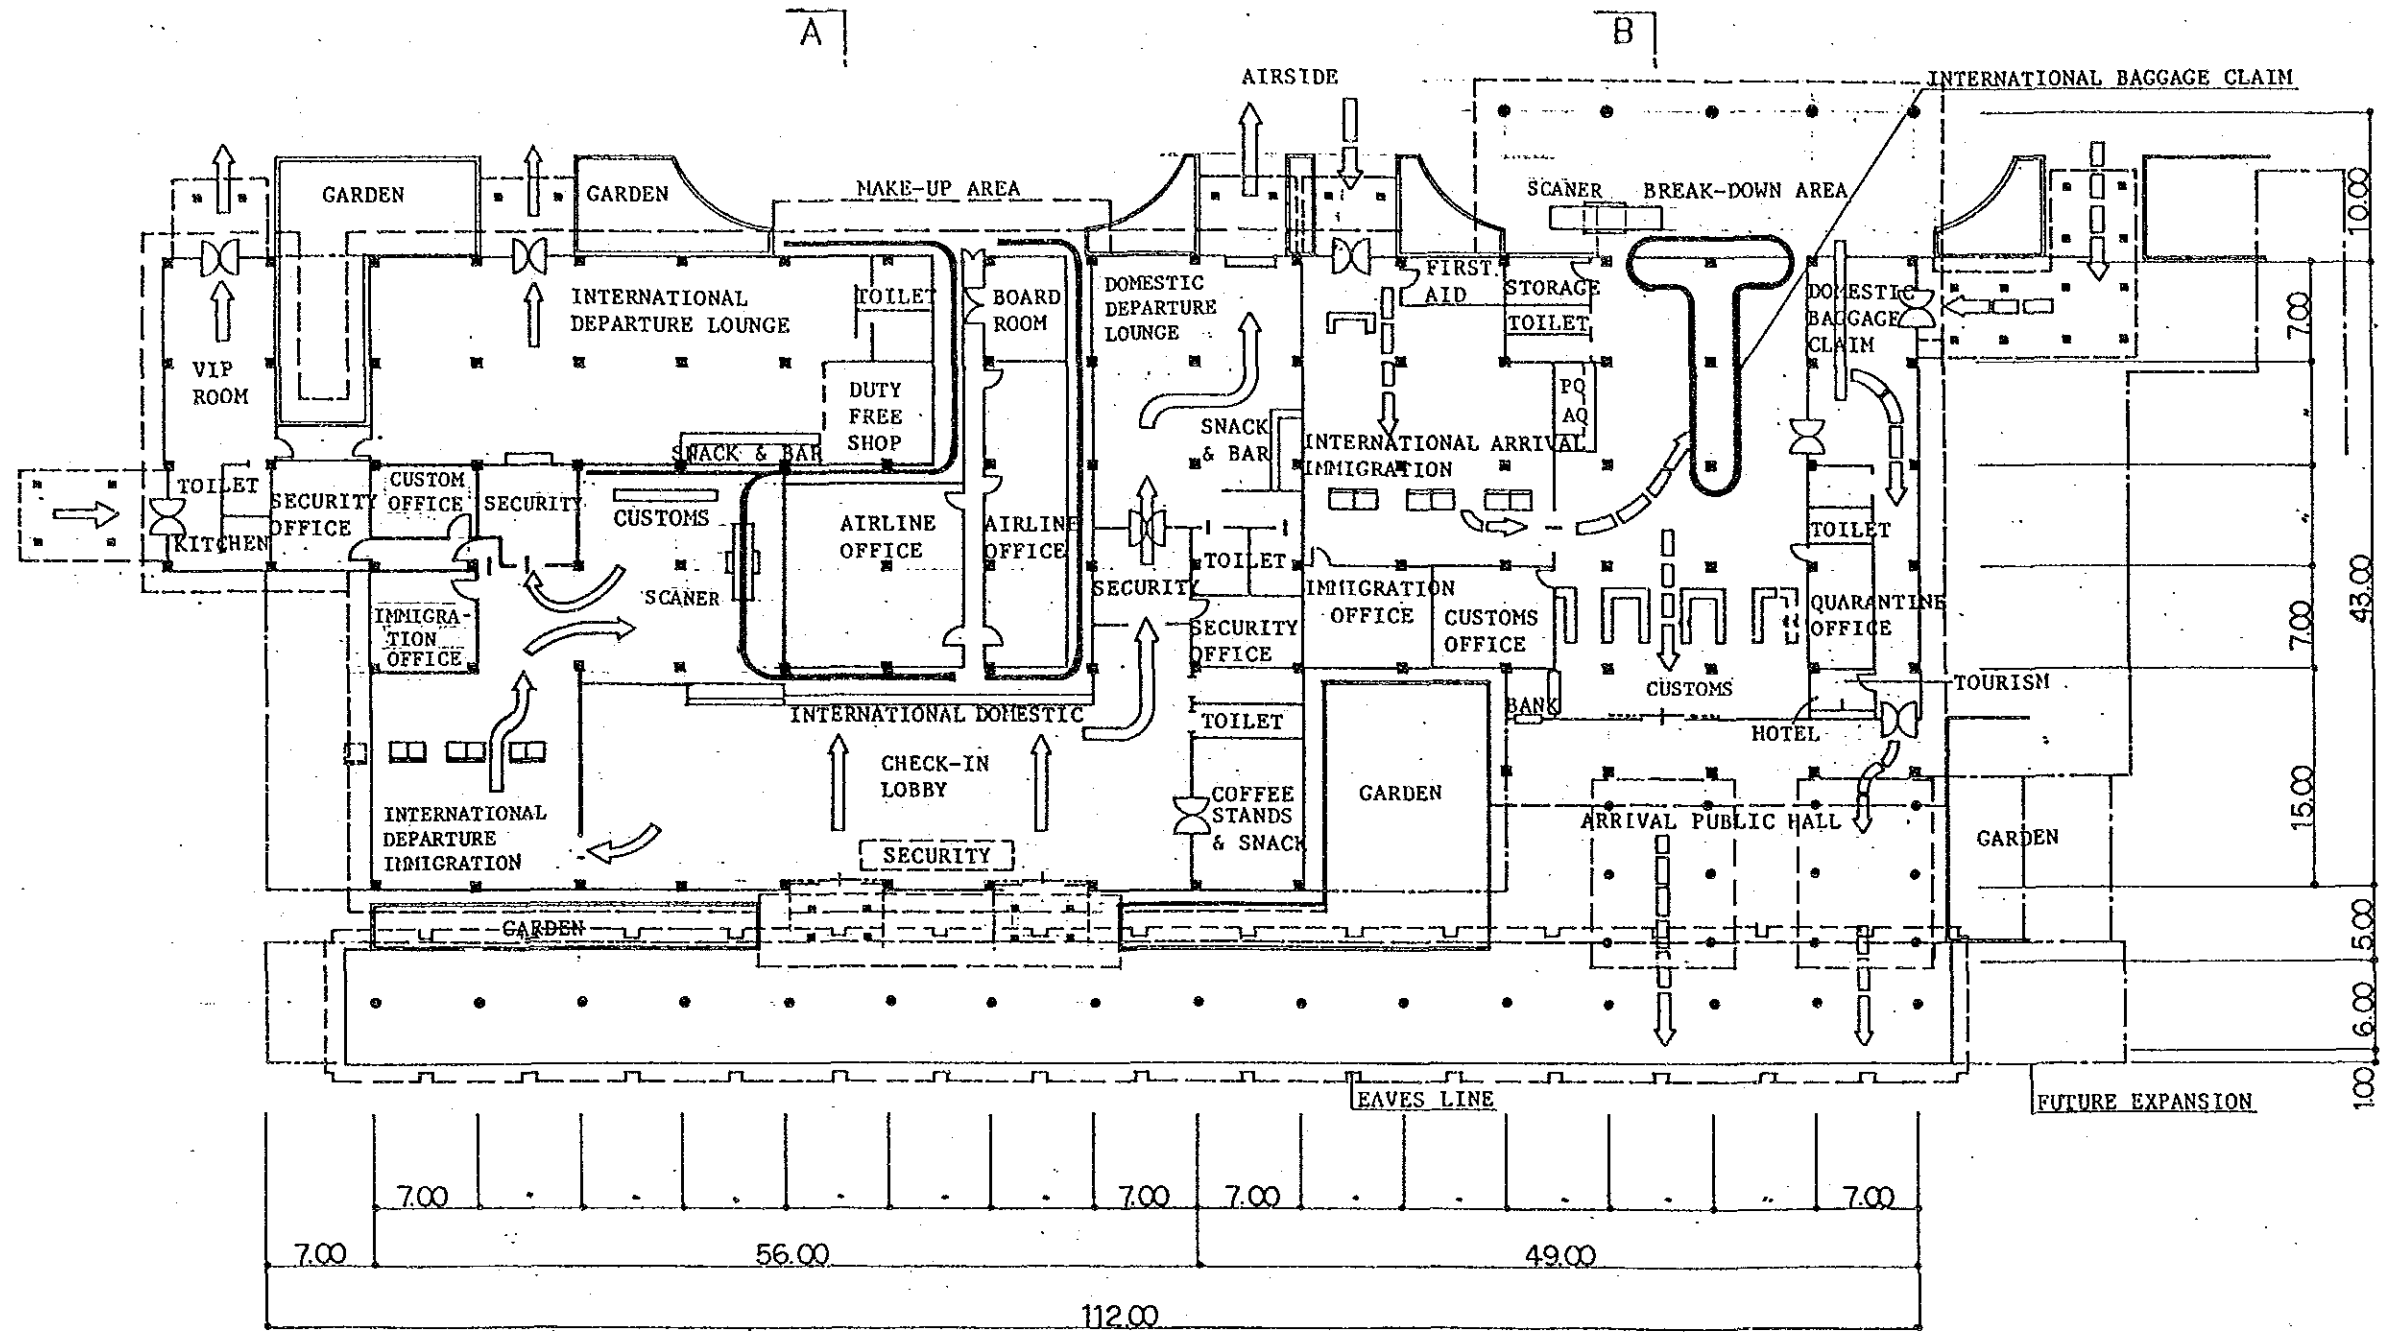 A
B
AIRSIDE
INTERNATIONAL BAGGAGE CLAIM
GARDEN
GARDEN
MAKE-UP AREA
SCANER
BREAK-DOWN AREA
10.00
INTERNATIONAL
DEPARTURE LOUNGE
TOILET
BOARD
ROOM
DOMESTIC
DEPARTURE
LOUNGE
FIRST.
AID
STORAGE
TOILET
DOMESTIC
BAGGAGE
CLAIM
7.00
VIP
ROOM
DUTY
FREE
SHOP
PQ
AQ
SNACK
& BAR
INTERNATIONAL ARRIVAL
IMMIGRATION
SNACK & BAR
TOILET
SECURITY
OFFICE
KITCHEN
CUSTOM
OFFICE
SECURITY
CUSTOMS
AIRLINE
OFFICE
AIRLINE
OFFICE
TOILET
TOILET
SCANER
SECURITY
IMMIGRATION
OFFICE
CUSTOMS
OFFICE
QUARANTINE
OFFICE
IMMIGRA-
TION
OFFICE
SECURITY
OFFICE
7.00
43.00
CUSTOMS
TOURISM
BANK
HOTEL
INTERNATIONAL DOMESTIC
TOILET
CHECK-IN
LOBBY
COFFEE
STANDS
& SNACK
GARDEN
15.00
INTERNATIONAL
DEPARTURE
IMMIGRATION
SECURITY
ARRIVAL PUBLIC HALL
GARDEN
GARDEN
5.00
6.00
1.00
EAVES LINE
FUTURE EXPANSION
7.00
7.00
7.00
7.00
7.00
56.00
49.00
112.00